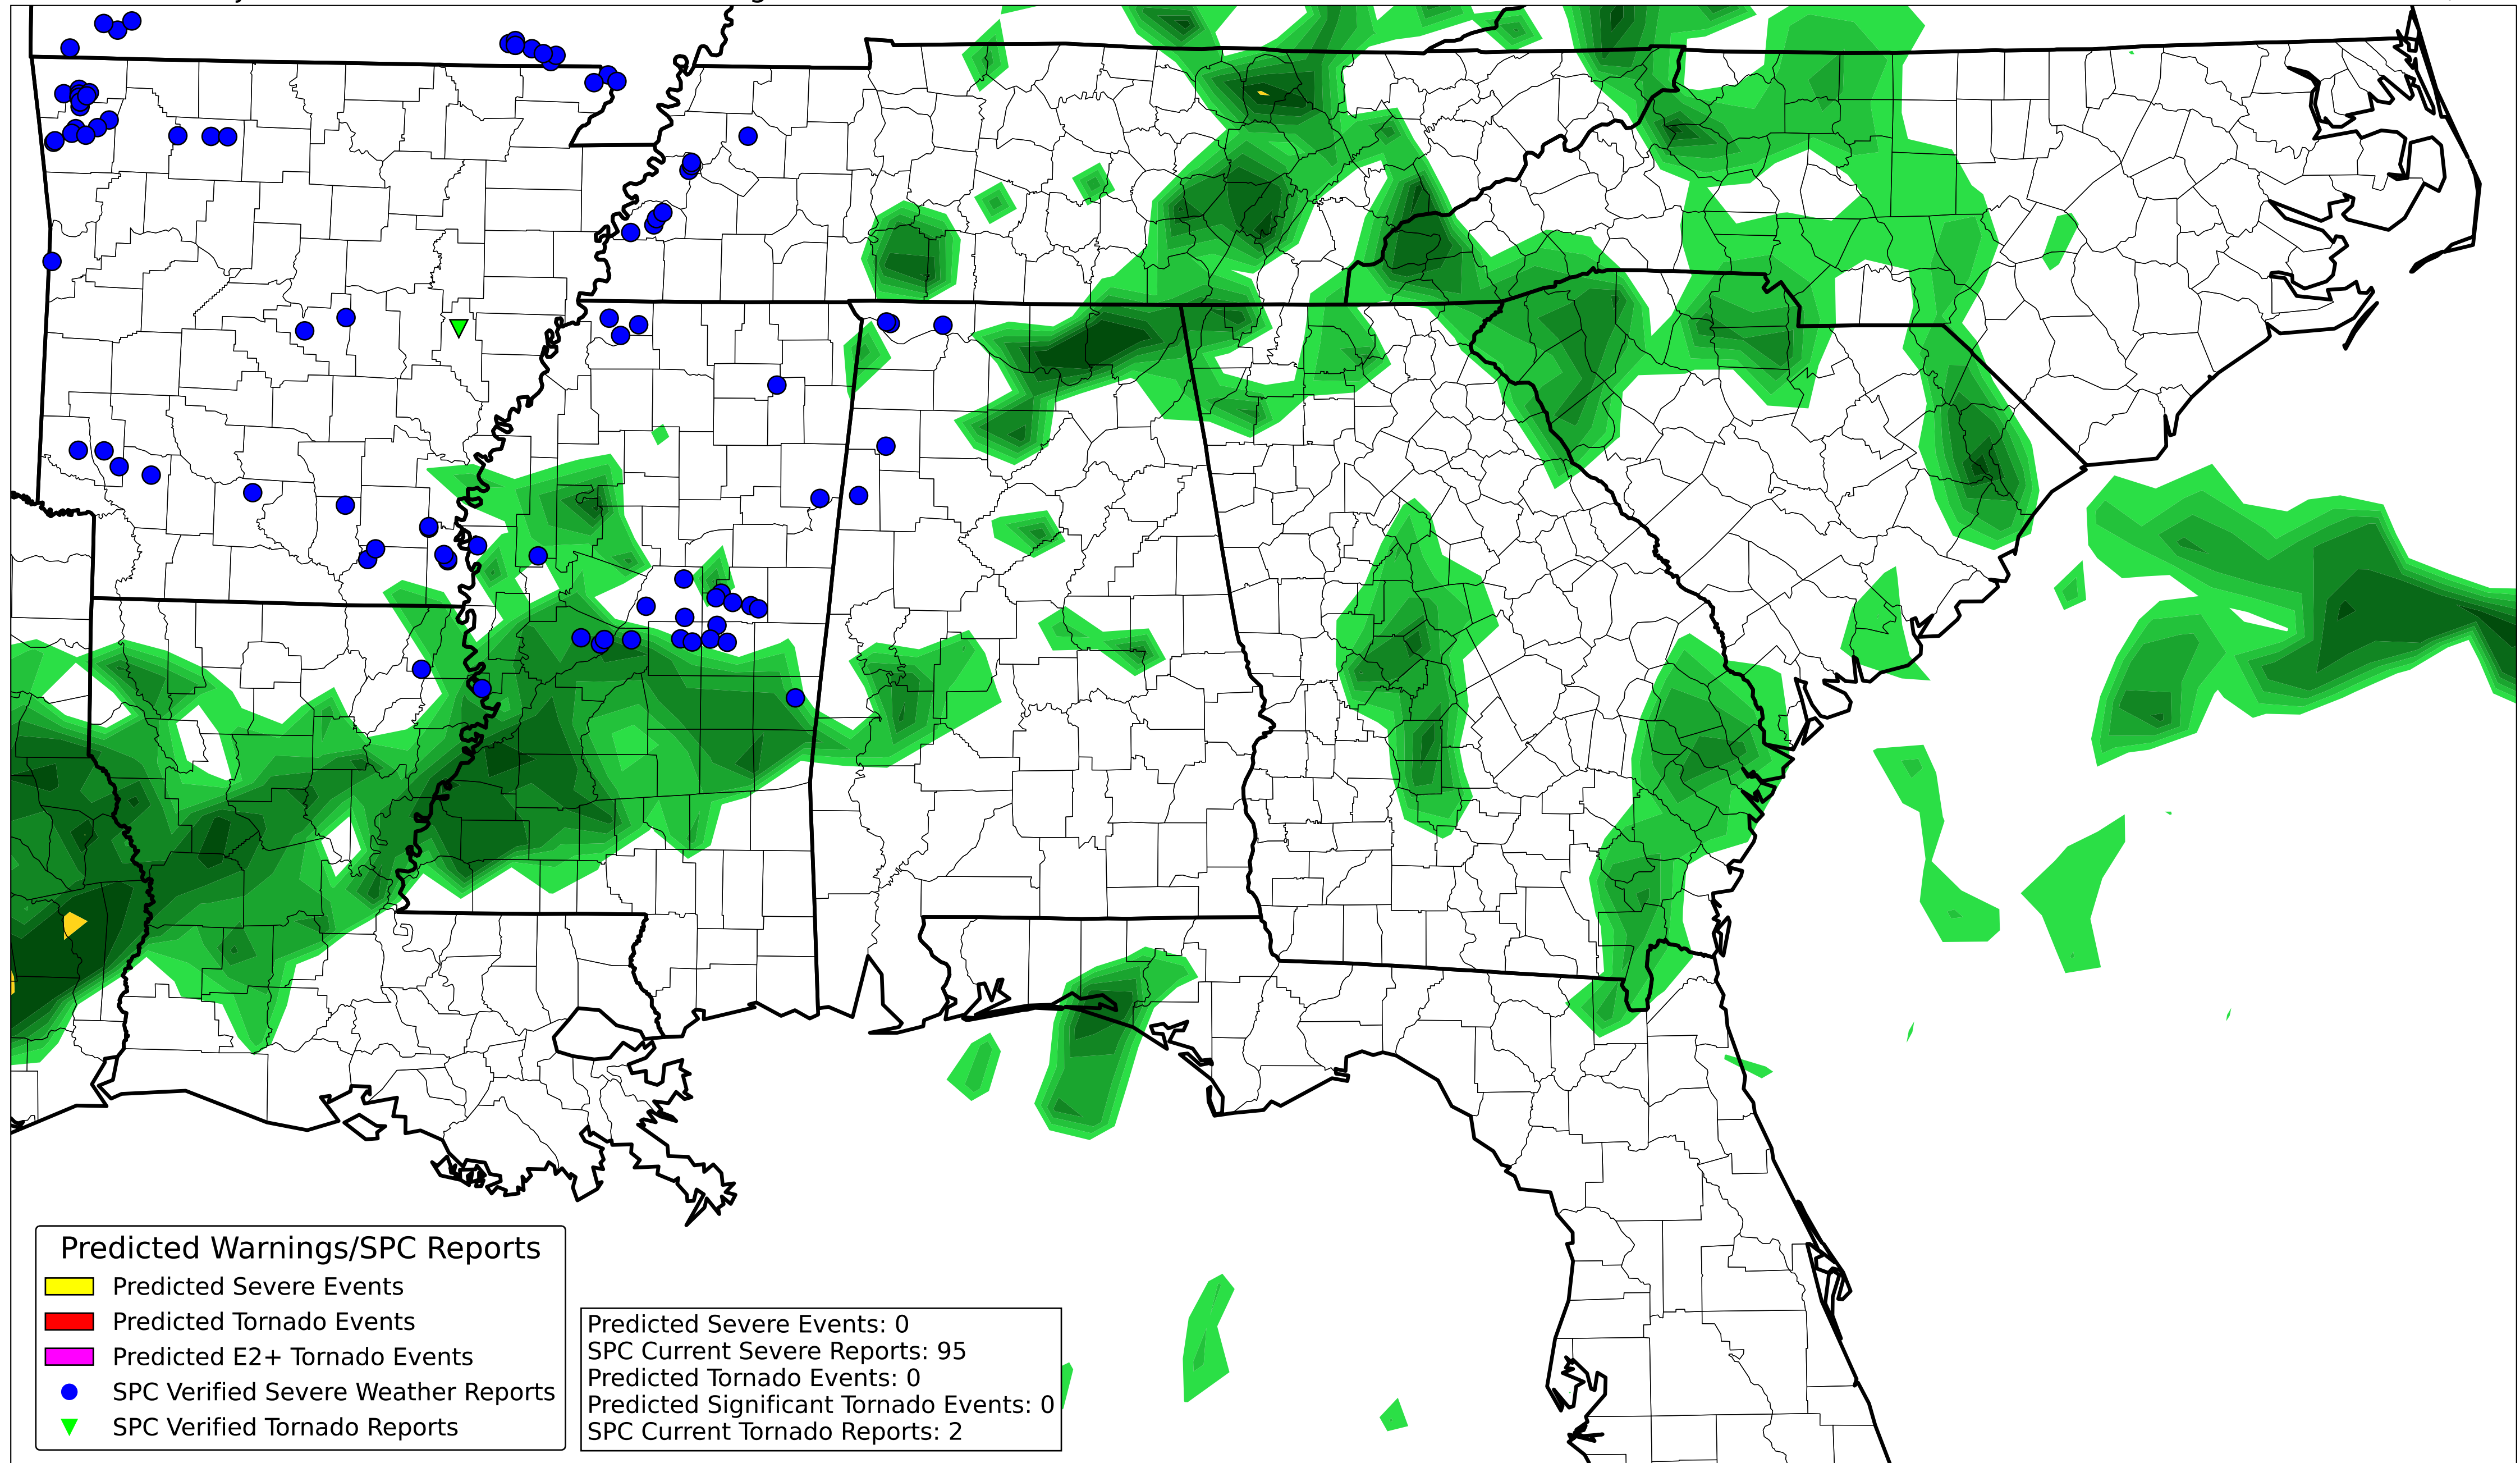 Predicted Warnings/SPC Reports
Predicted Severe Events
Predicted Tornado Events
Predicted E2+ Tornado Events
SPC Verified Severe Weather Reports
SPC Verified Tornado Reports
Predicted Severe Events: 0
SPC Current Severe Reports: 95
Predicted Tornado Events: 0
Predicted Significant Tornado Events: 0
SPC Current Tornado Reports: 2